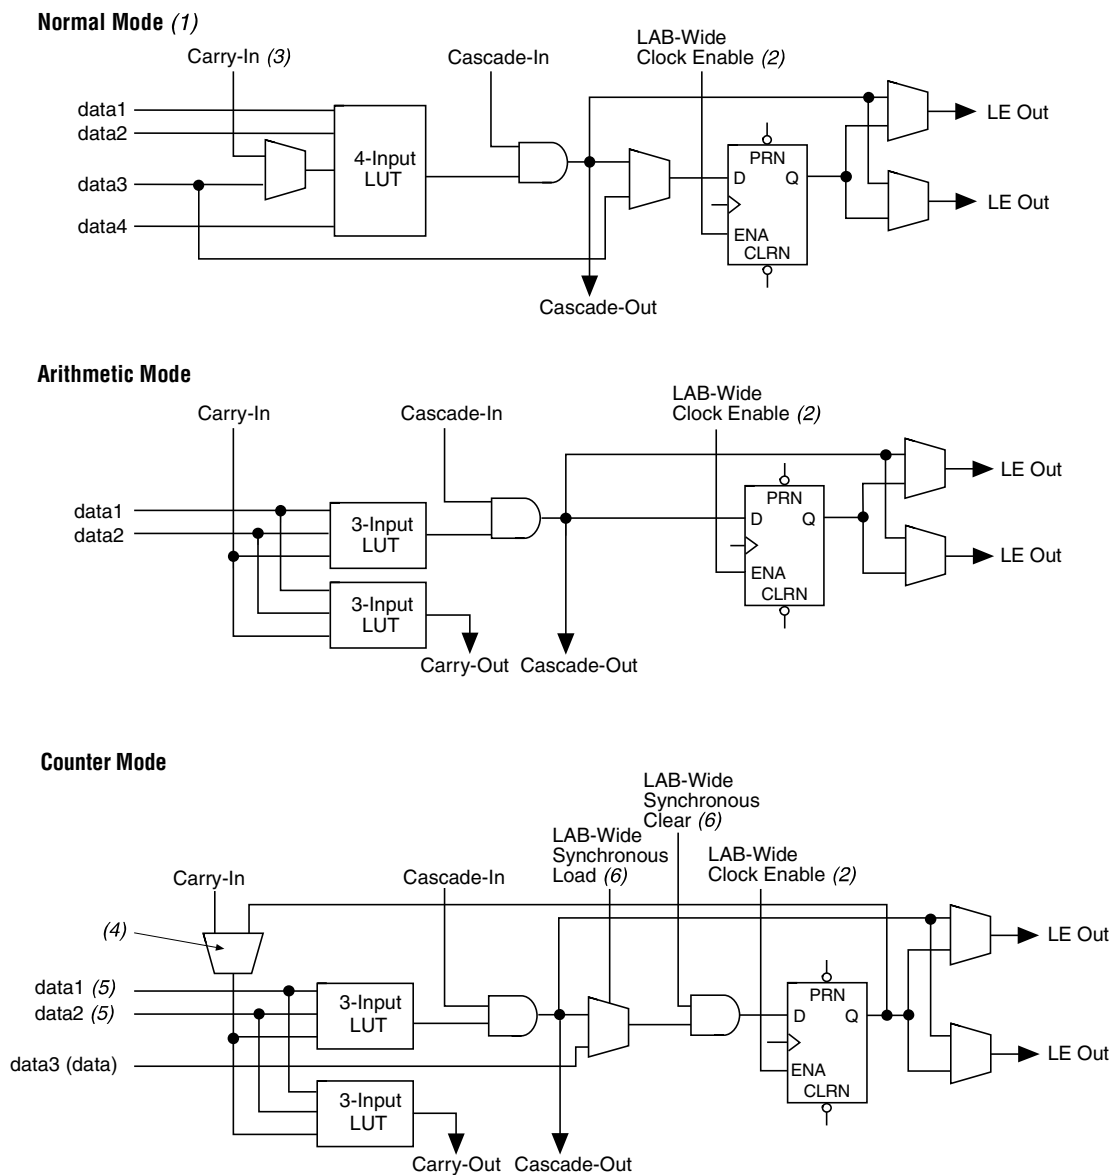 Normal Mode (1)
Carry-In (3)
Cascade-In
LAB-Wide
Clock Enable (2)
data1
data2
data3
data4
4-Input
LUT
PRN
D
Q
ENA
CLRN
LE Out
LE Out
Cascade-Out
Arithmetic Mode
Carry-In
Cascade-In
LAB-Wide
Clock Enable (2)
data1
data2
3-Input
LUT
3-Input
LUT
PRN
D
Q
ENA
CLRN
LE Out
LE Out
Carry-Out
Cascade-Out
Counter Mode
Carry-In
(4)
Cascade-In
LAB-Wide
Synchronous
Load (6)
LAB-Wide
Synchronous
Clear (6)
LAB-Wide
Clock Enable (2)
data1 (5)
data2 (5)
data3 (data)
3-Input
LUT
3-Input
LUT
PRN
D
Q
ENA
CLRN
LE Out
LE Out
Carry-Out
Cascade-Out